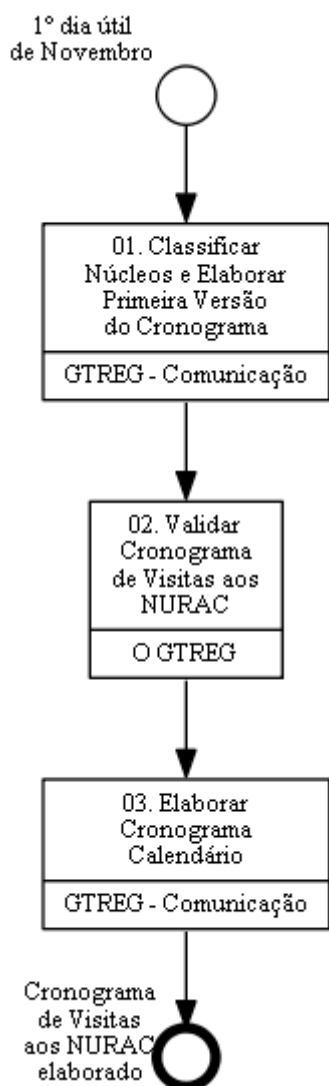 1º dia útil
de Novembro
01. Classificar
Núcleos e Elaborar
Primeira Versão
do Cronograma
GTREG - Comunicação
02. Validar
Cronograma
de Visitas aos
NURAC
O GTREG
03. Elaborar
Cronograma
Calendário
GTREG - Comunicação
Cronograma
de Visitas
aos NURAC
elaborado